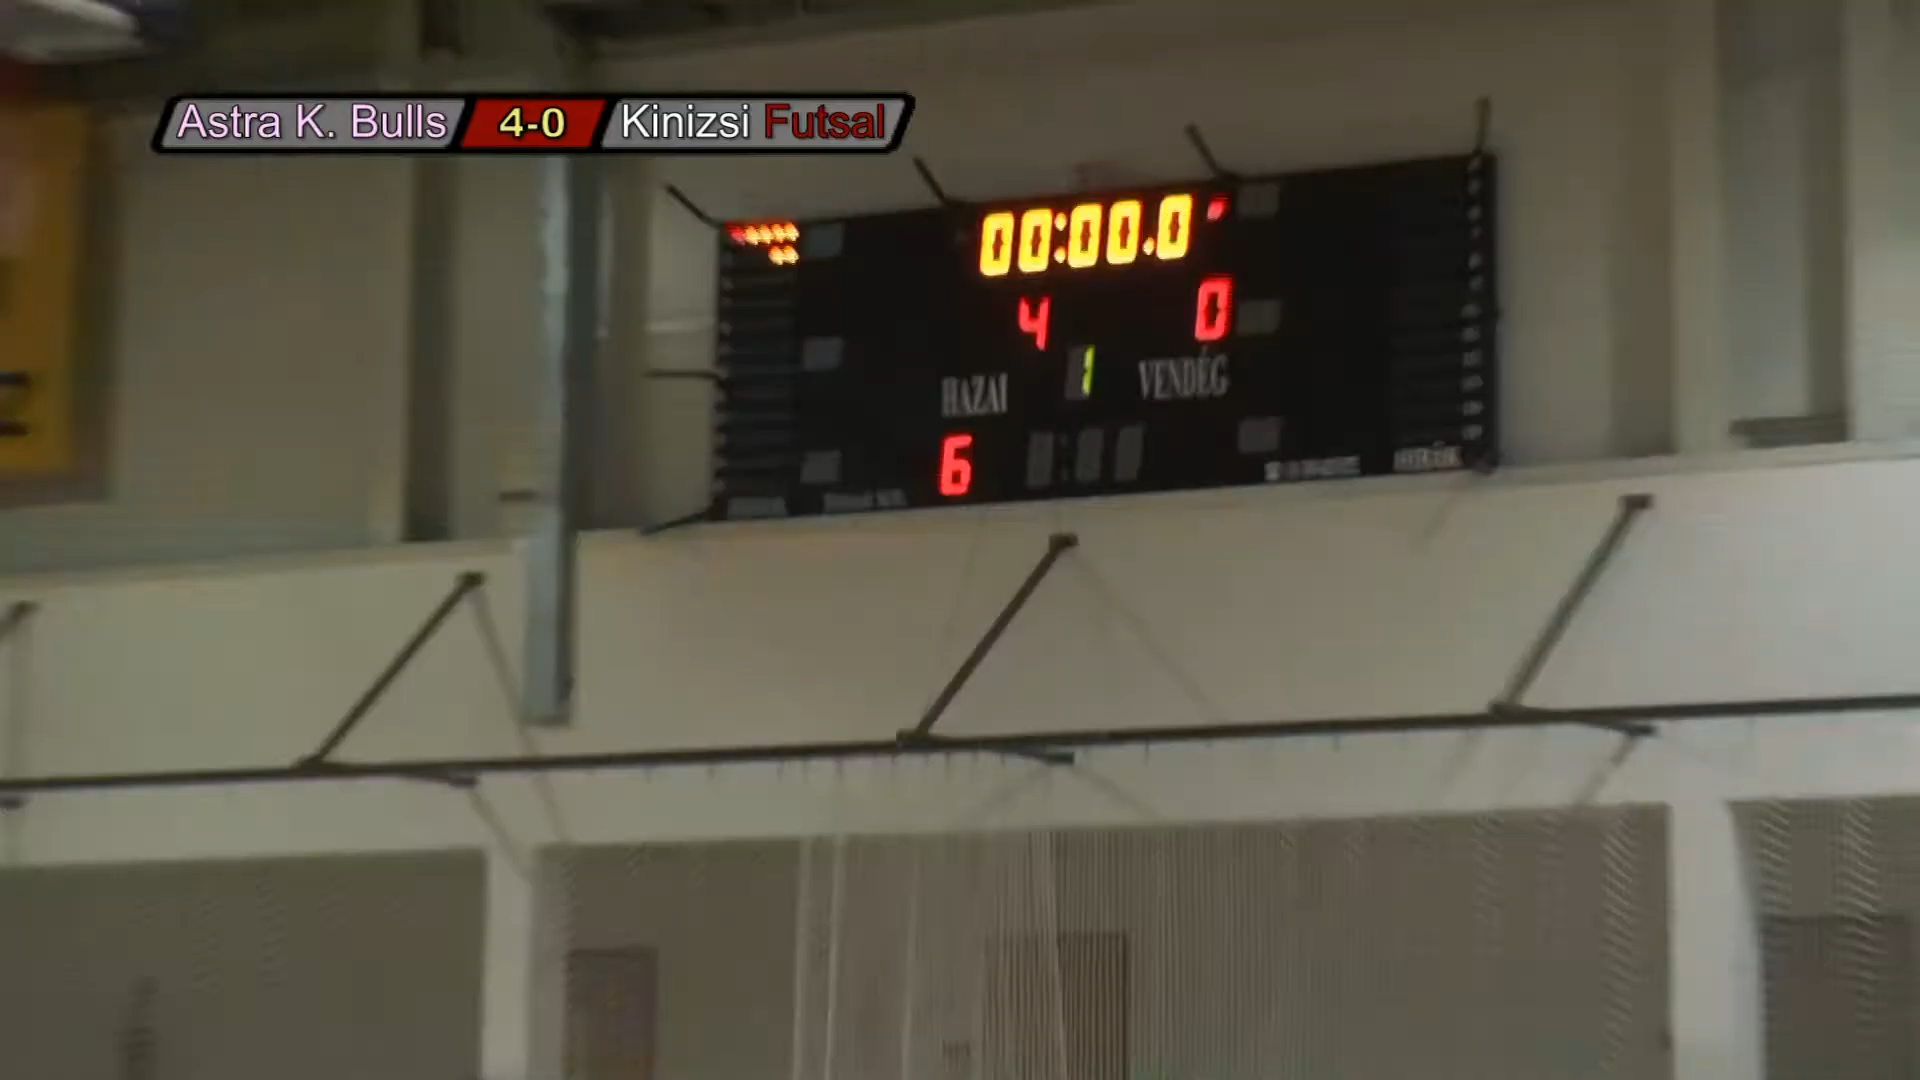 Astra K. Bulls 4-0 Kinizsi Futsal
00:00.0
4 0
HAZAI 1 VENDÉG
6